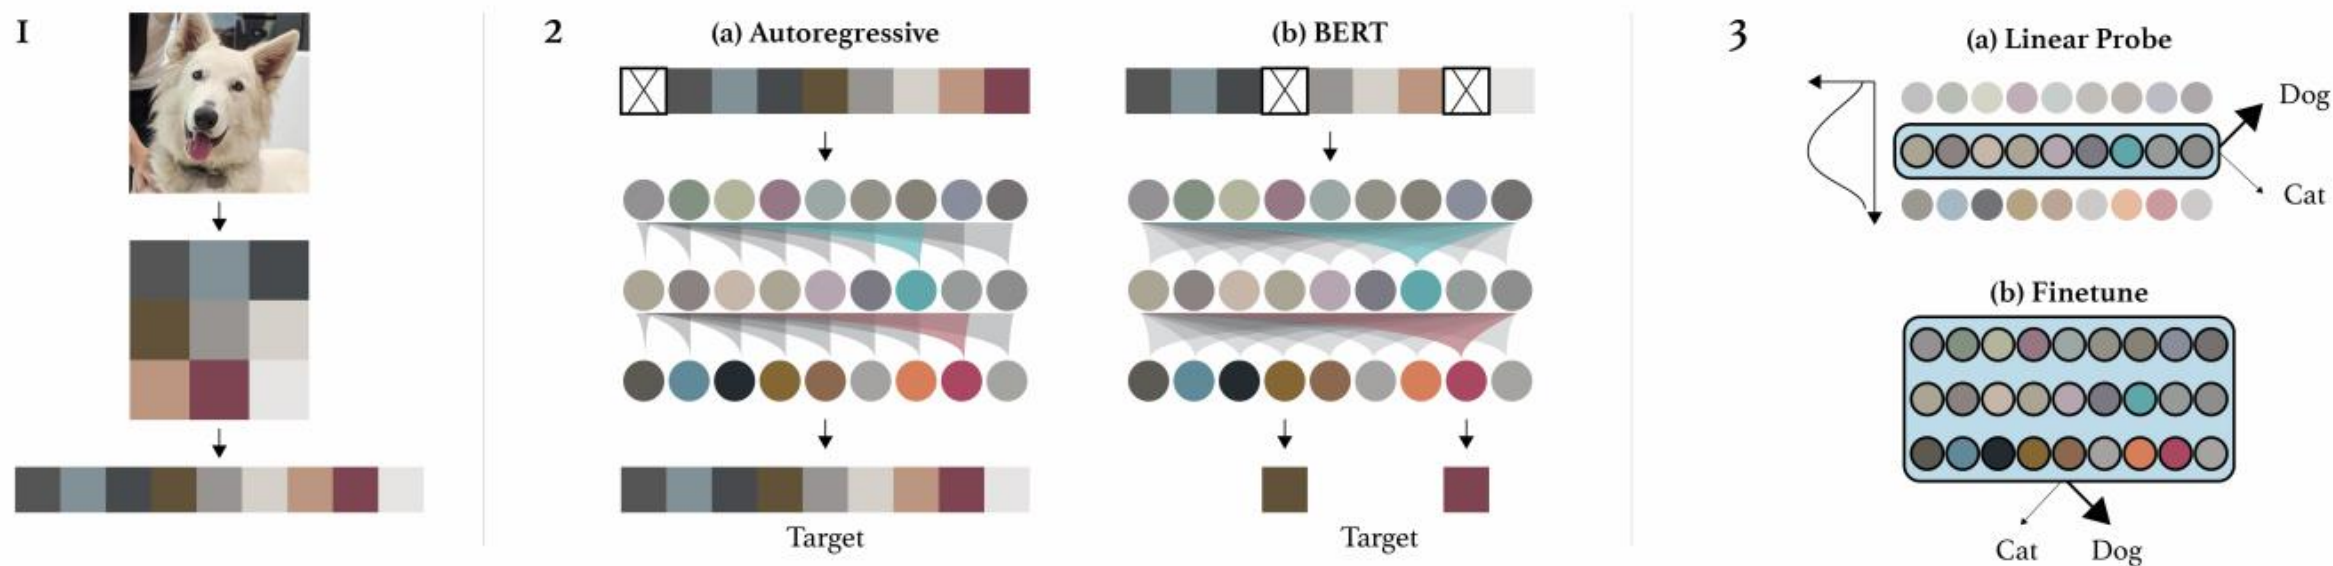 1
2
(a) Autoregressive
(b) BERT
Target
Target
3
(a) Linear Probe
Dog
Cat
(b) Finetune
Cat
Dog